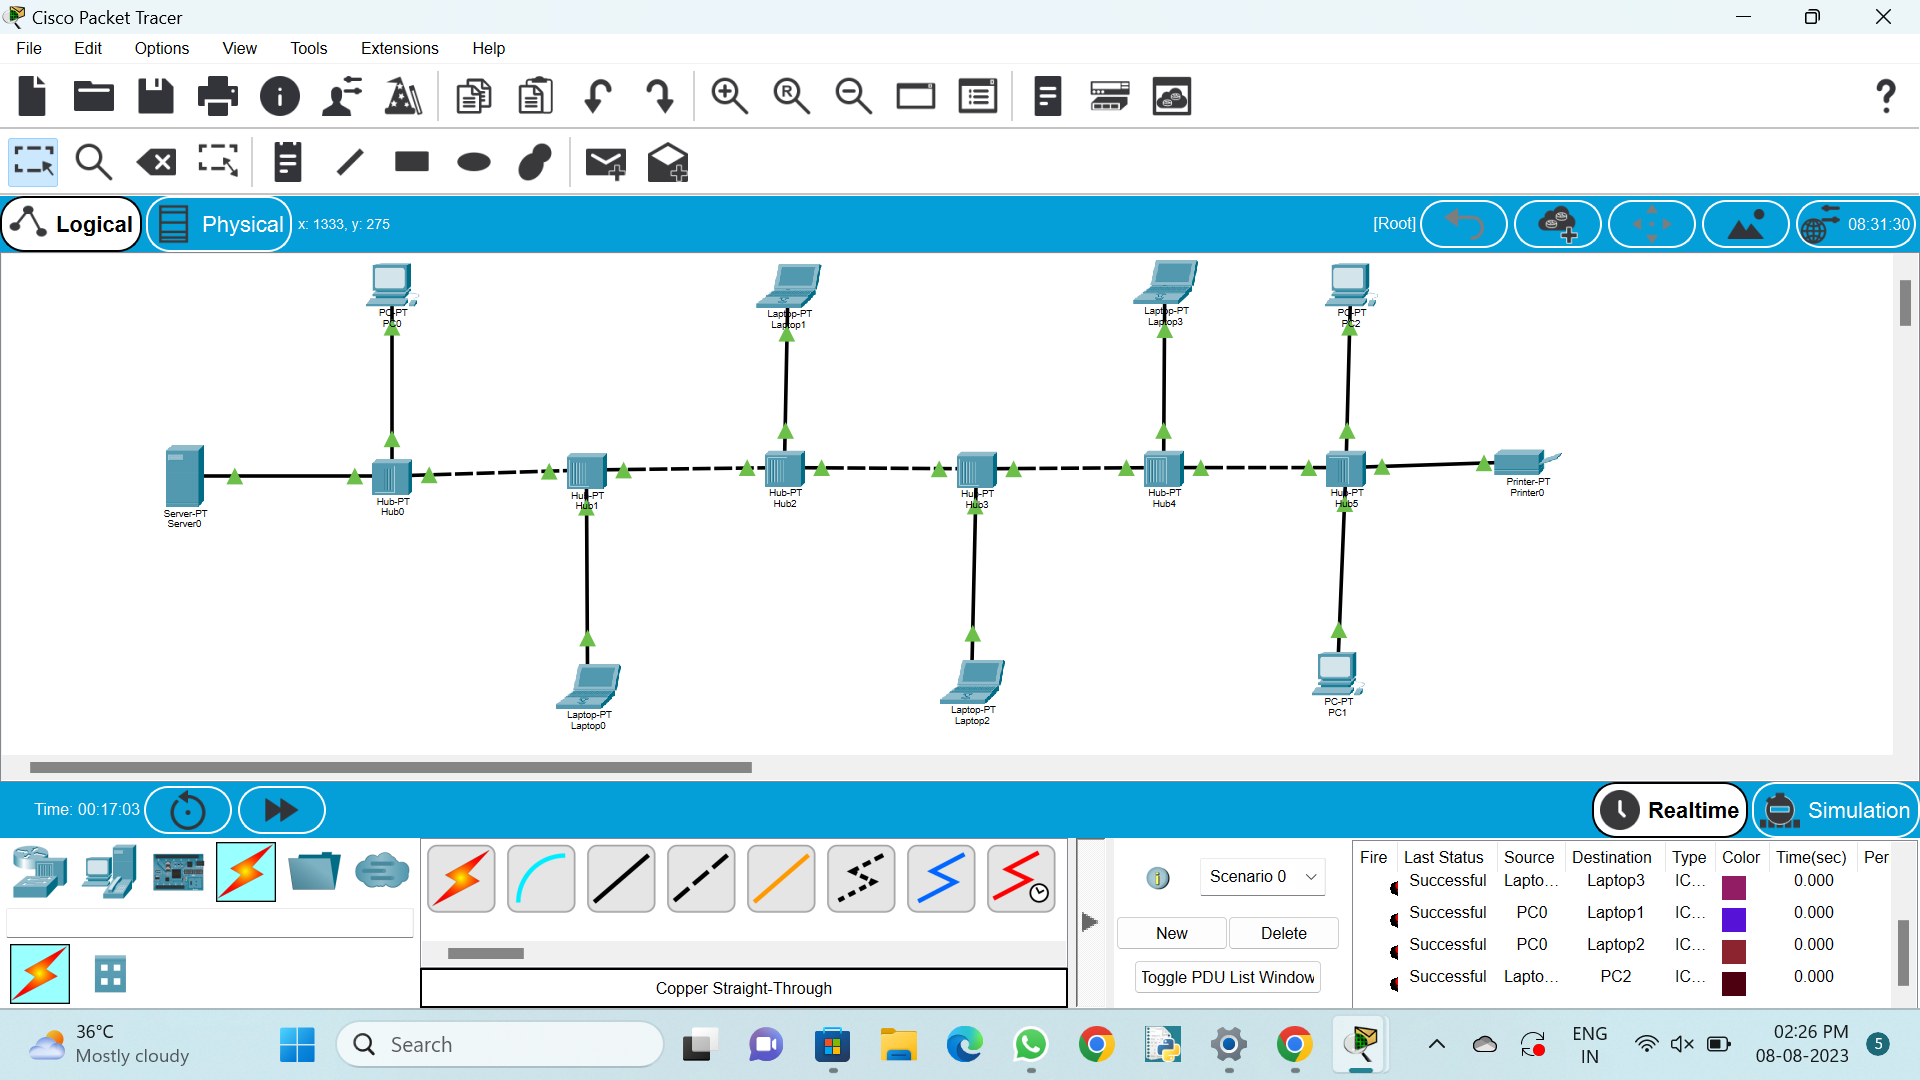 Cisco Packet Tracer
File Edit Options View Tools Extensions Help
Logical Physical x: 1333, y: 275 [Root] 08:31:30
PC-PT
PC0
Laptop-PT
Laptop1
Laptop-PT
Laptop3
PC-PT
PC2
Server-PT
Server0
Hub-PT
Hub0
Hub-PT
Hub1
Hub-PT
Hub2
Hub-PT
Hub3
Hub-PT
Hub4
Hub-PT
Hub5
Printer-PT
Printer0
Laptop-PT
Laptop0
Laptop-PT
Laptop2
PC-PT
PC1
Time: 00:17:03 Realtime Simulation
Scenario 0
New Delete
Toggle PDU List Window
Fire Last Status Source Destination Type Color Time(sec) Per
Successful Lapto... Laptop3 IC... 0.000
Successful PC0 Laptop1 IC... 0.000
Successful PC0 Laptop2 IC... 0.000
Successful Lapto... PC2 IC... 0.000
Copper Straight-Through
36°C
Mostly cloudy
Search
ENG
IN
02:26 PM
08-08-2023
5